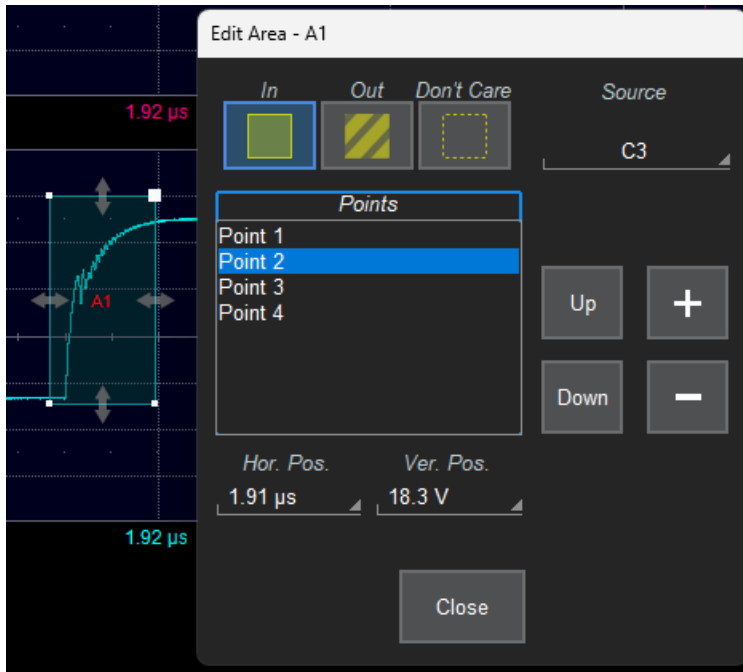 Edit Area - A1
In Out Don't Care
Source
1.92 µs
C3
Points
Point 1
Point 2
Point 3
Point 4
A1
Up
Down
Hor. Pos. Ver. Pos.
1.91 µs 18.3 V
1.92 µs
Close